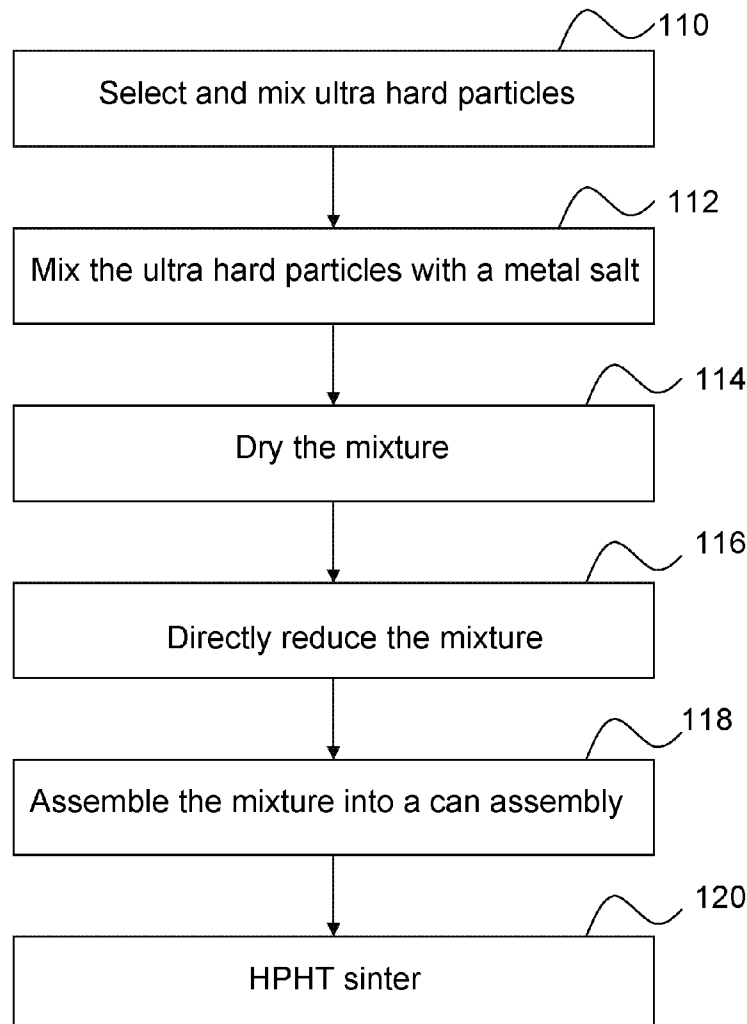 110
Select and mix ultra hard particles
112
Mix the ultra hard particles with a metal salt
114
Dry the mixture
116
Directly reduce the mixture
118
Assemble the mixture into a can assembly
120
HPHT sinter